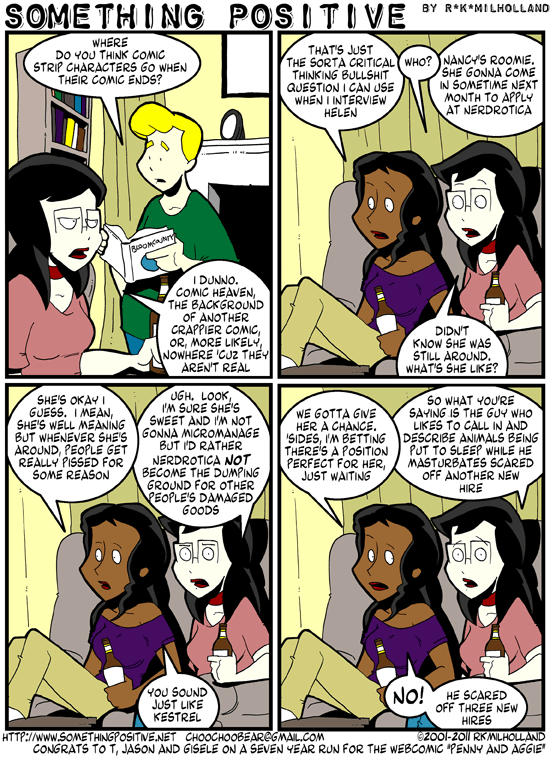 SOMETHING POSITIVE BY R*K*MILHOLLAND
WHERE
DO YOU THINK COMIC
STRIP CHARACTERS GO WHEN
THEIR COMIC ENDS?
BLOOM COUNTY
I DUNNO.
COMIC HEAVEN,
THE BACKGROUND
OF ANOTHER
CRAPPIER COMIC,
OR, MORE LIKELY,
NOWHERE 'CUZ THEY
AREN'T REAL
THAT'S JUST
THE SORTA CRITICAL
THINKING BULLSHIT
QUESTION I CAN USE
WHEN I INTERVIEW
HELEN
WHO?
NANCY'S ROOMIE.
SHE GONNA COME
IN SOMETIME NEXT
MONTH TO APPLY
AT NERDROTICA
DIDN'T
KNOW SHE WAS
STILL AROUND.
WHAT'S SHE LIKE?
SHE'S OKAY I
GUESS. I MEAN,
SHE'S WELL MEANING
BUT WHENEVER SHE'S
AROUND, PEOPLE GET
REALLY PISSED FOR
SOME REASON
UGH. LOOK,
I'M SURE SHE'S
SWEET AND I'M NOT
GONNA MICROMANAGE
BUT I'D RATHER
NERDROTICA NOT
BECOME THE DUMPING
GROUND FOR OTHER
PEOPLE'S DAMAGED
GOODS
YOU SOUND
JUST LIKE
KESTREL
WE GOTTA GIVE
HER A CHANCE.
'SIDES, I'M BETTING
THERE'S A POSITION
PERFECT FOR HER,
JUST WAITING
SO WHAT YOU'RE
SAYING IS THE GUY WHO
LIKES TO CALL IN AND
DESCRIBE ANIMALS BEING
PUT TO SLEEP WHILE HE
MASTURBATES SCARED
OFF ANOTHER NEW
HIRE
NO!
HE SCARED
OFF THREE NEW
HIRES
HTTP://WWW.SOMETHINGPOSITIVE.NET CHOOCHOOBEAR@GMAIL.COM ©2001-2011 RKMILHOLLAND
CONGRATS TO T, JASON AND GISELE ON A SEVEN YEAR RUN FOR THE WEBCOMIC "PENNY AND AGGIE"